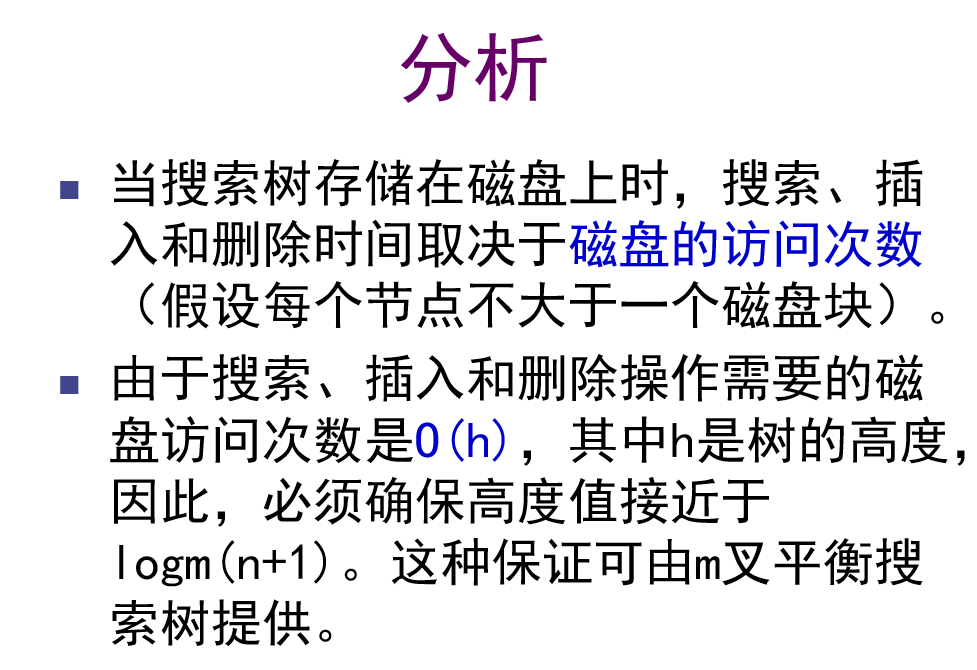 分析
当搜索树存储在磁盘上时，搜索、插
入和删除时间取决于磁盘的访问次数
（假设每个节点不大于一个磁盘块）。
由于搜索、插入和删除操作需要的磁
盘访问次数是O(h)，其中h是树的高度，
因此，必须确保高度值接近于
logm(n+1)。这种保证可由m叉平衡搜
索树提供。